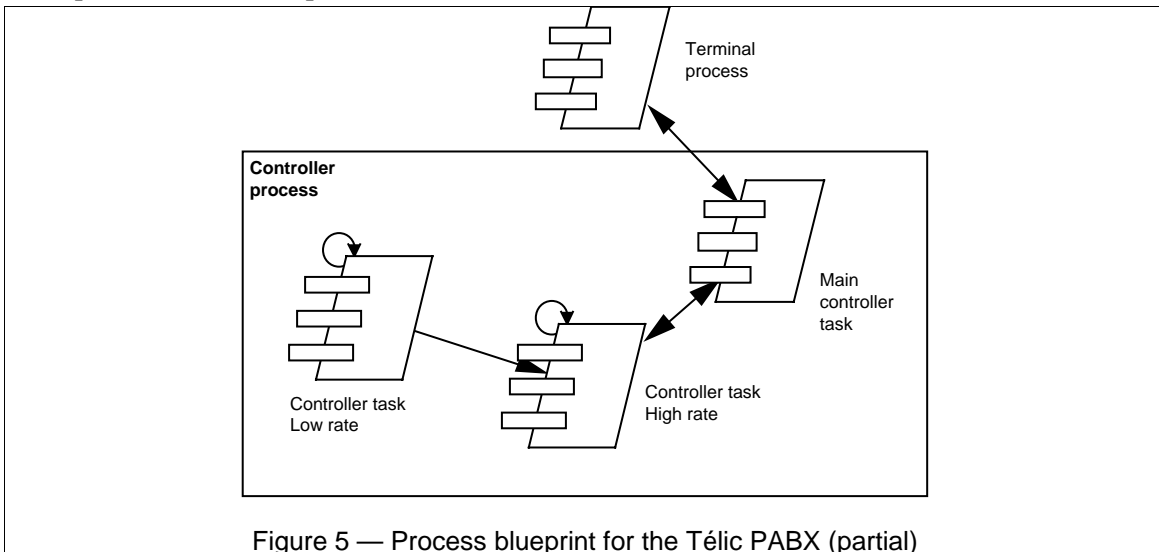 Terminal
process
Controller
process
Main
controller
task
Controller task
Low rate
Controller task
High rate
Figure 5 — Process blueprint for the Télic PABX (partial)